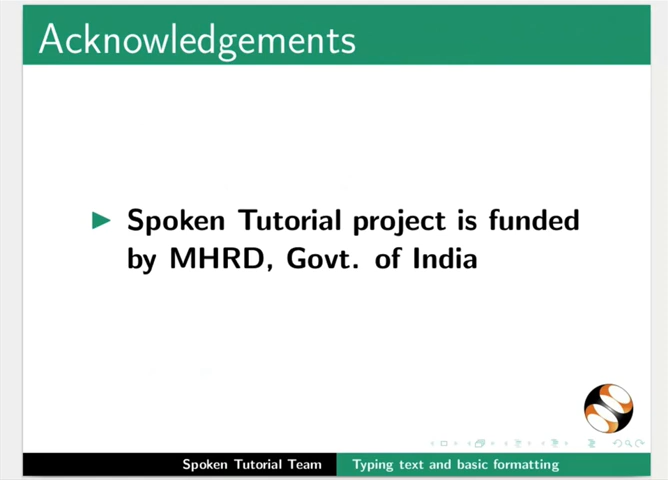 Acknowledgements
Spoken Tutorial project is funded
by MHRD, Govt. of India
Spoken Tutorial Team
Typing text and basic formatting